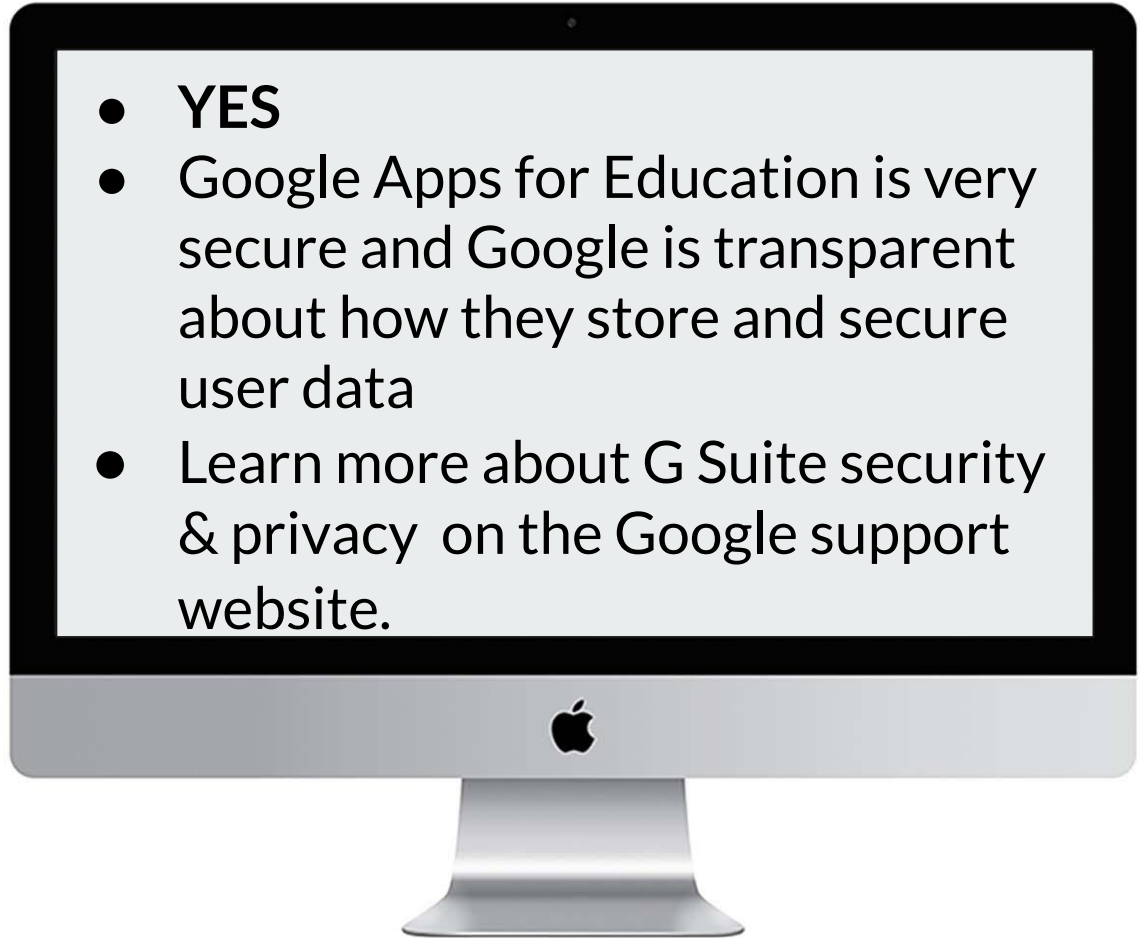 ● YES
● Google Apps for Education is very
secure and Google is transparent
about how they store and secure
user data
● Learn more about G Suite security
& privacy  on the Google support
website.